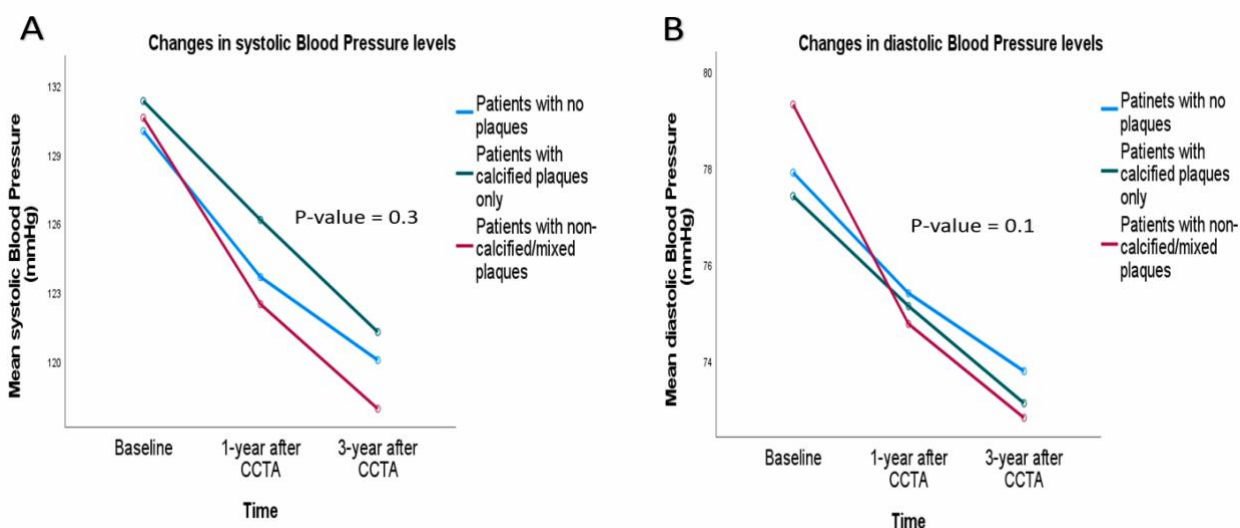 A
Changes in systolic Blood Pressure levels
Mean systolic Blood Pressure
(mmHg)
132
129
126
123
120
Patients with no
plaques
Patients with
calcified plaques
only
Patients with non-
calcified/mixed
plaques
P-value = 0.3
Baseline
1-year after
CCTA
3-year after
CCTA
Time
B
Changes in diastolic Blood Pressure levels
Mean diastolic Blood Pressure
(mmHg)
80
78
76
74
Patinets with no
plaques
Patients with
calcified plaques
only
Patients with non-
calcified/mixed
plaques
P-value = 0.1
Baseline
1-year after
CCTA
3-year after
CCTA
Time